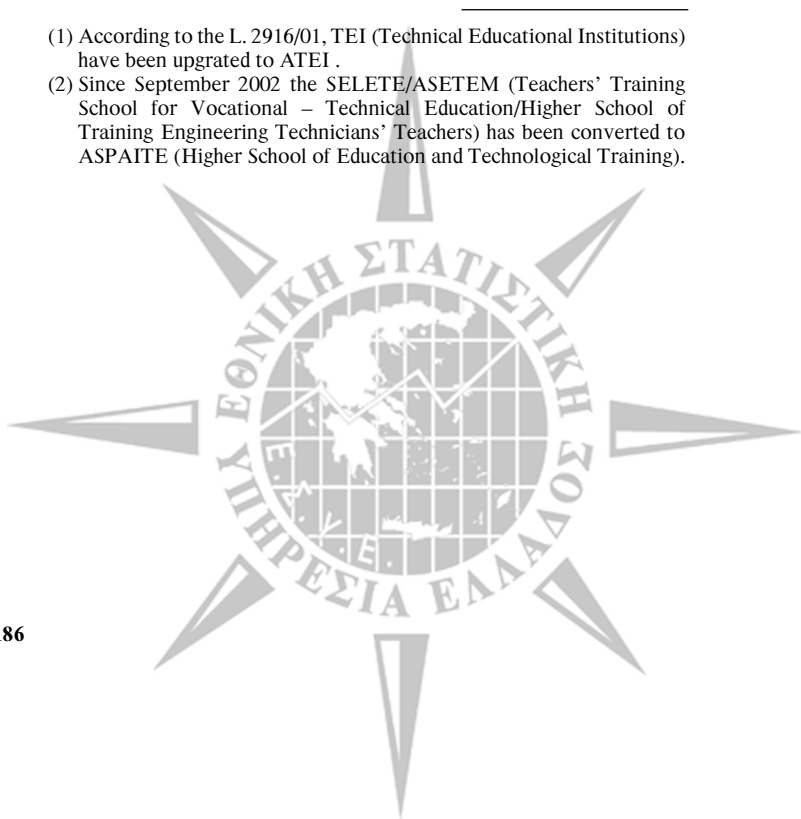 (1) According to the L. 2916/01, TEI (Technical Educational Institutions)
have been upgrated to ATEI .
(2) Since September 2002 the SELETE/ASETEM (Teachers’ Training
School for Vocational – Technical Education/Higher School of
Training Engineering Technicians’ Teachers) has been converted to
ASPAITE (Higher School of Education and Technological Training).
ΕΘΝΙΚΗ ΣΤΑΤΙΣΤΙΚΗ
ΥΠΗΡΕΣΙΑ ΕΛΛΑΔΟΣ
Ε.Σ.Υ.Ε.